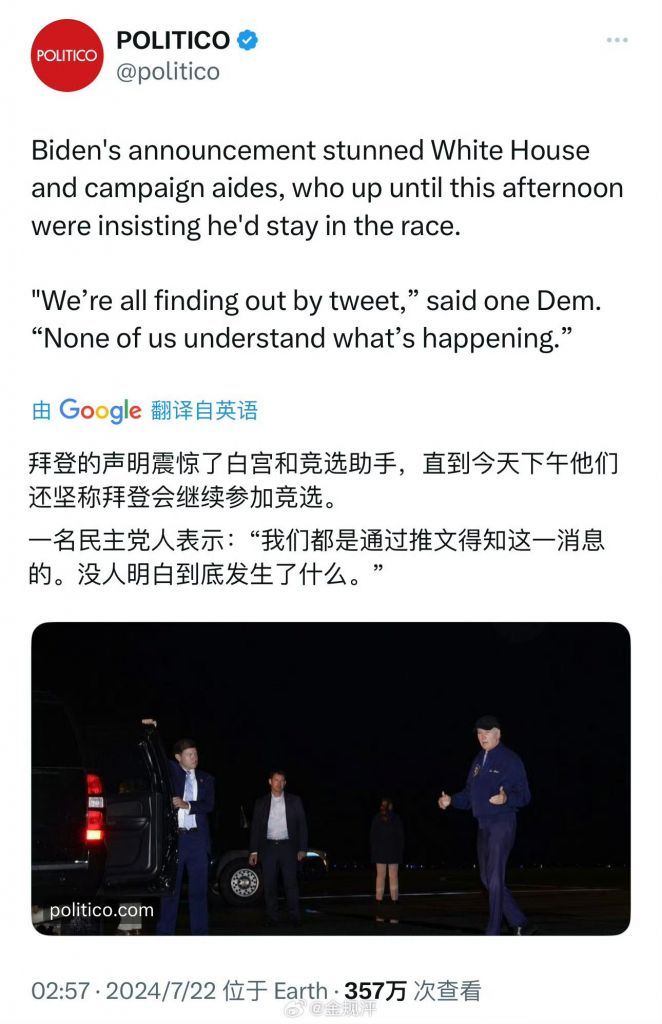 POLITICO
POLITICO
@politico
Biden's announcement stunned White House
and campaign aides, who up until this afternoon
were insisting he'd stay in the race.
"We’re all finding out by tweet,” said one Dem.
“None of us understand what’s happening.”
由 Google 翻译自英语
拜登的声明震惊了白宫和竞选助手，直到今天下午他们
还坚称拜登会继续参加竞选。
一名民主党人表示：“我们都是通过推文得知这一消息
的。没人明白到底发生了什么。”
politico.com
02:57 · 2024/7/22 位于 Earth · 357万 次查看
@金规泙